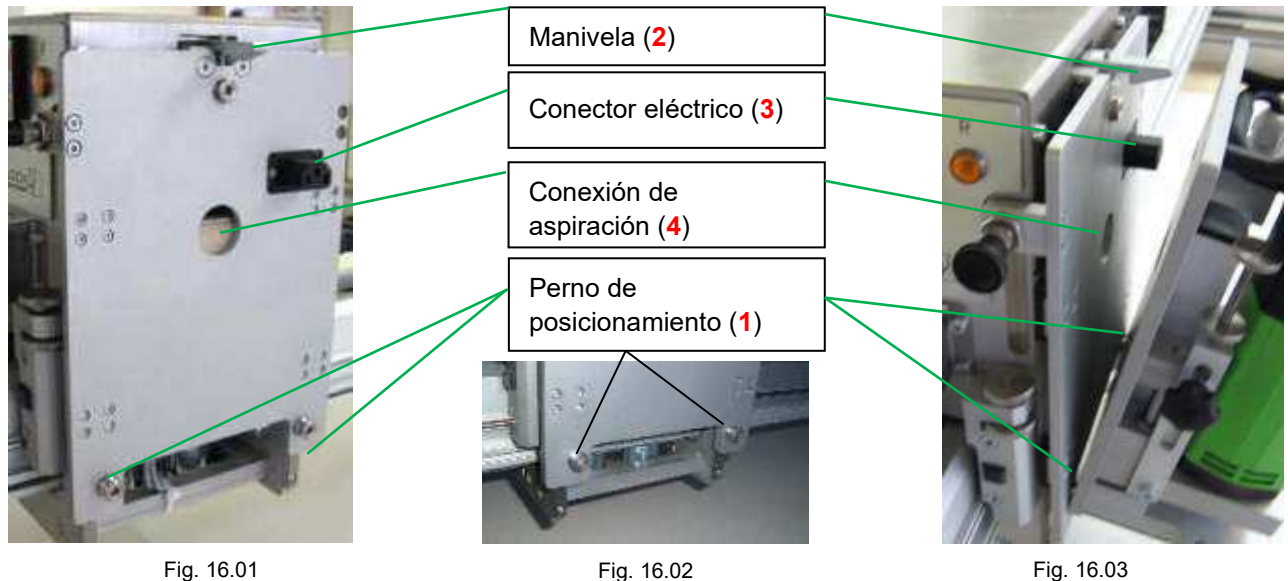 Manivela (2)
Conector eléctrico (3)
Conexión de
aspiración (4)
Perno de
posicionamiento (1)
Fig. 16.01
Fig. 16.02
Fig. 16.03